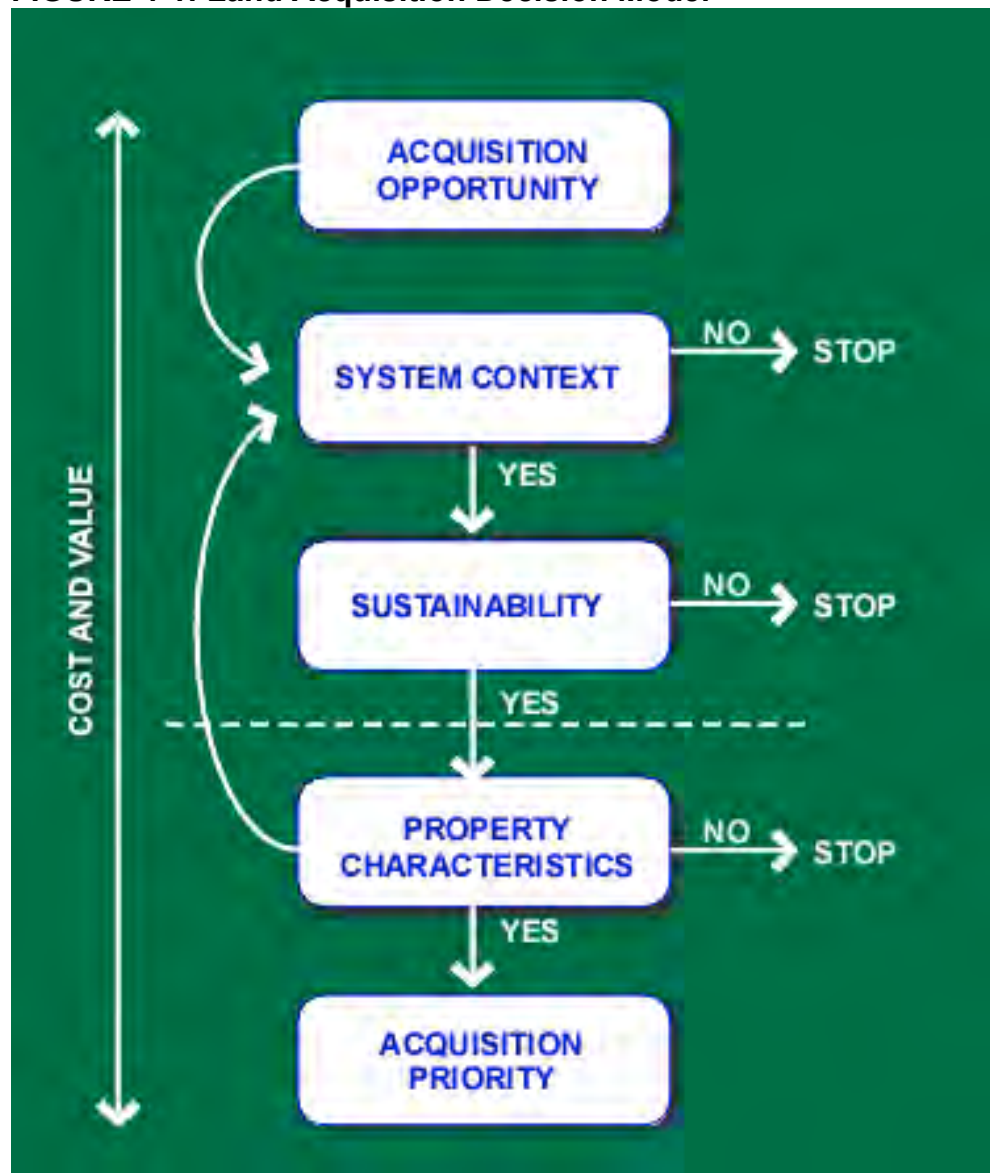 ACQUISITION
OPPORTUNITY
SYSTEM CONTEXT
NO
STOP
YES
SUSTAINABILITY
NO
STOP
YES
COST AND VALUE
PROPERTY
CHARACTERISTICS
NO
STOP
YES
ACQUISITION
PRIORITY